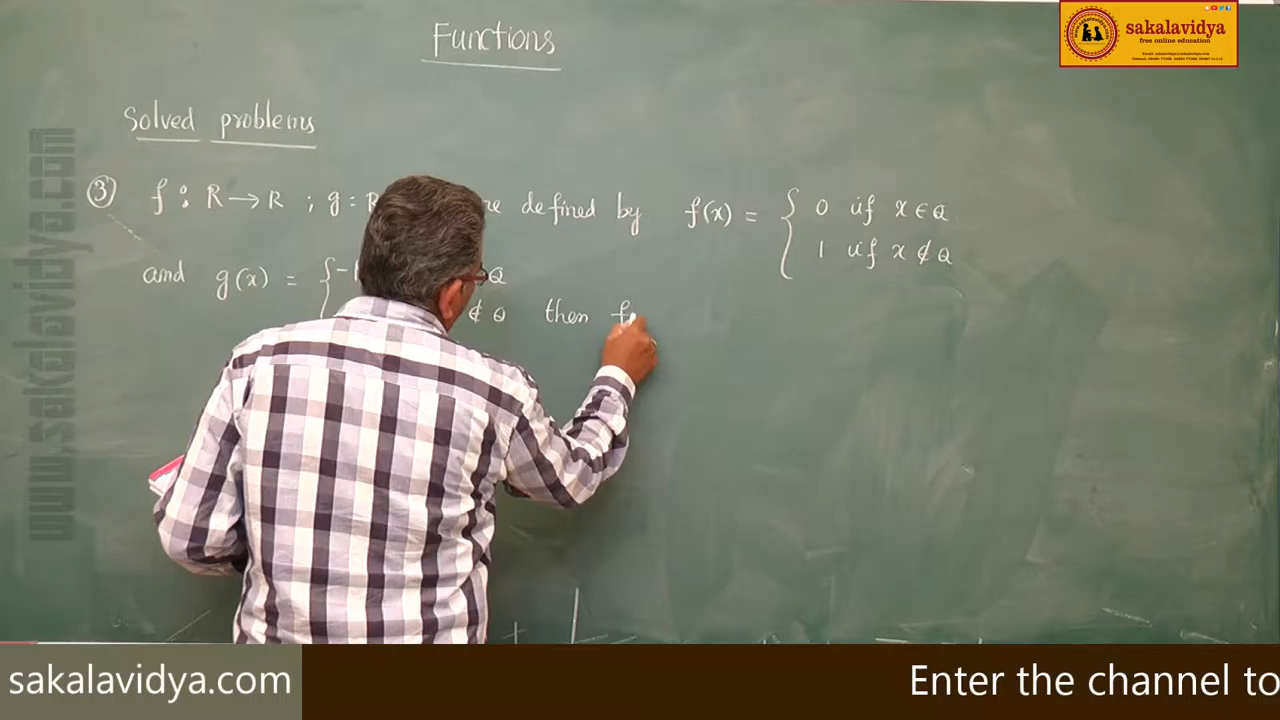 Functions
sakalavidya
free online education
Solved problems
③ f : R → R ; g : R re defined by f(x) = { 0 if x ∈ Q
1 if x ∉ Q
and g(x) = { -1 Q
∉ Q then f
www.sakalavidya.com
sakalavidya.com
Enter the channel to